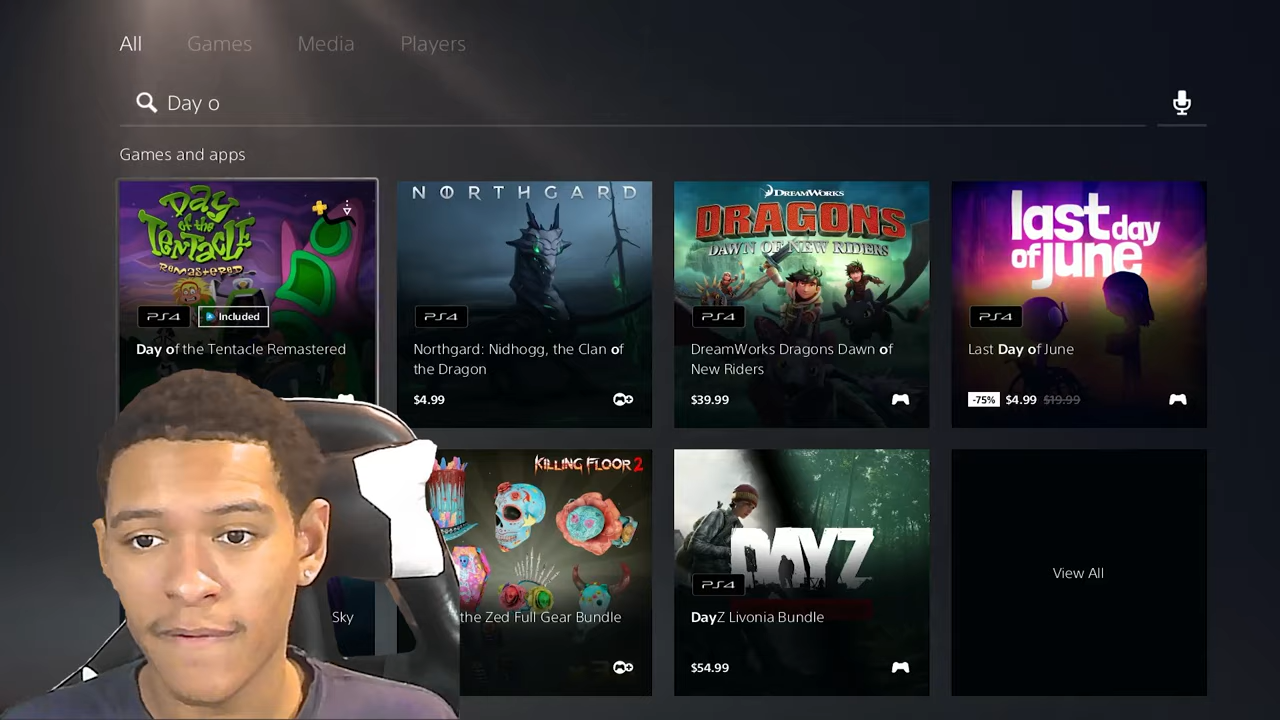 All Games Media Players
Day o
Games and apps
Day
of the
Tentacle
REMASTERED
PS4 Included
Day of the Tentacle Remastered
NORTHGARD
PS4
Northgard: Nidhogg, the Clan of
the Dragon
$4.99
DREAMWORKS
DRAGONS
DAWN OF NEW RIDERS
PS4
DreamWorks Dragons Dawn of
New Riders
$39.99
last day
of june
PS4
Last Day of June
-75% $4.99 $19.99
Sky
KILLING FLOOR 2
the Zed Full Gear Bundle
DAYZ
PS4
DayZ Livonia Bundle
$54.99
View All